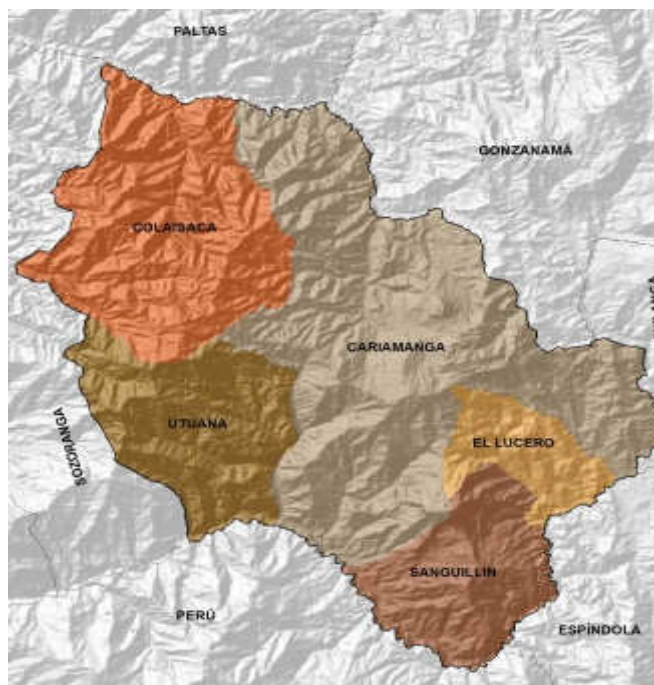 PALTAS
GONZANAMÁ
COLAISACA
CARIAMANGA
SOZORANGA
UTUANA
EL LUCERO
SANGUILLIN
PERÚ
ESPÍNDOLA